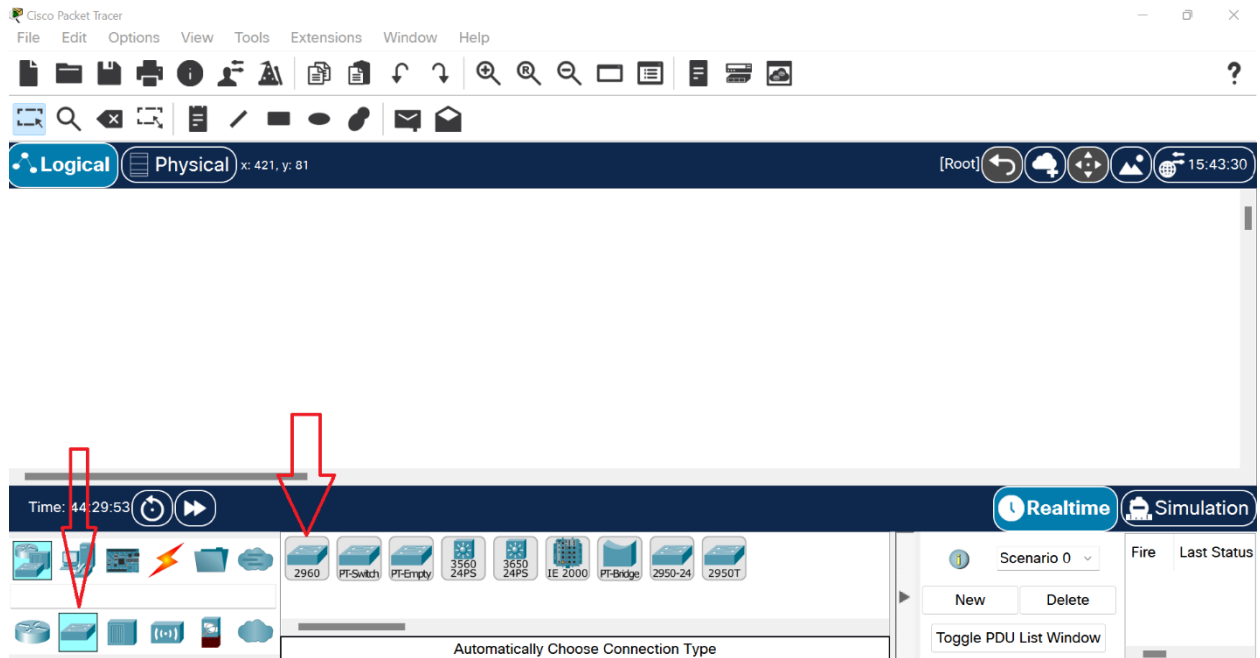 Cisco Packet Tracer
File Edit Options View Tools Extensions Window Help
R
?
Logical Physical x: 421, y: 81 [Root] 15:43:30
Time: 44:29:53 Realtime Simulation
2960 PT-Switch PT-Empty 3560 24PS 3650 24PS IE 2000 PT-Bridge 2950-24 2950T
Scenario 0 Fire Last Status
New Delete
Toggle PDU List Window
Automatically Choose Connection Type